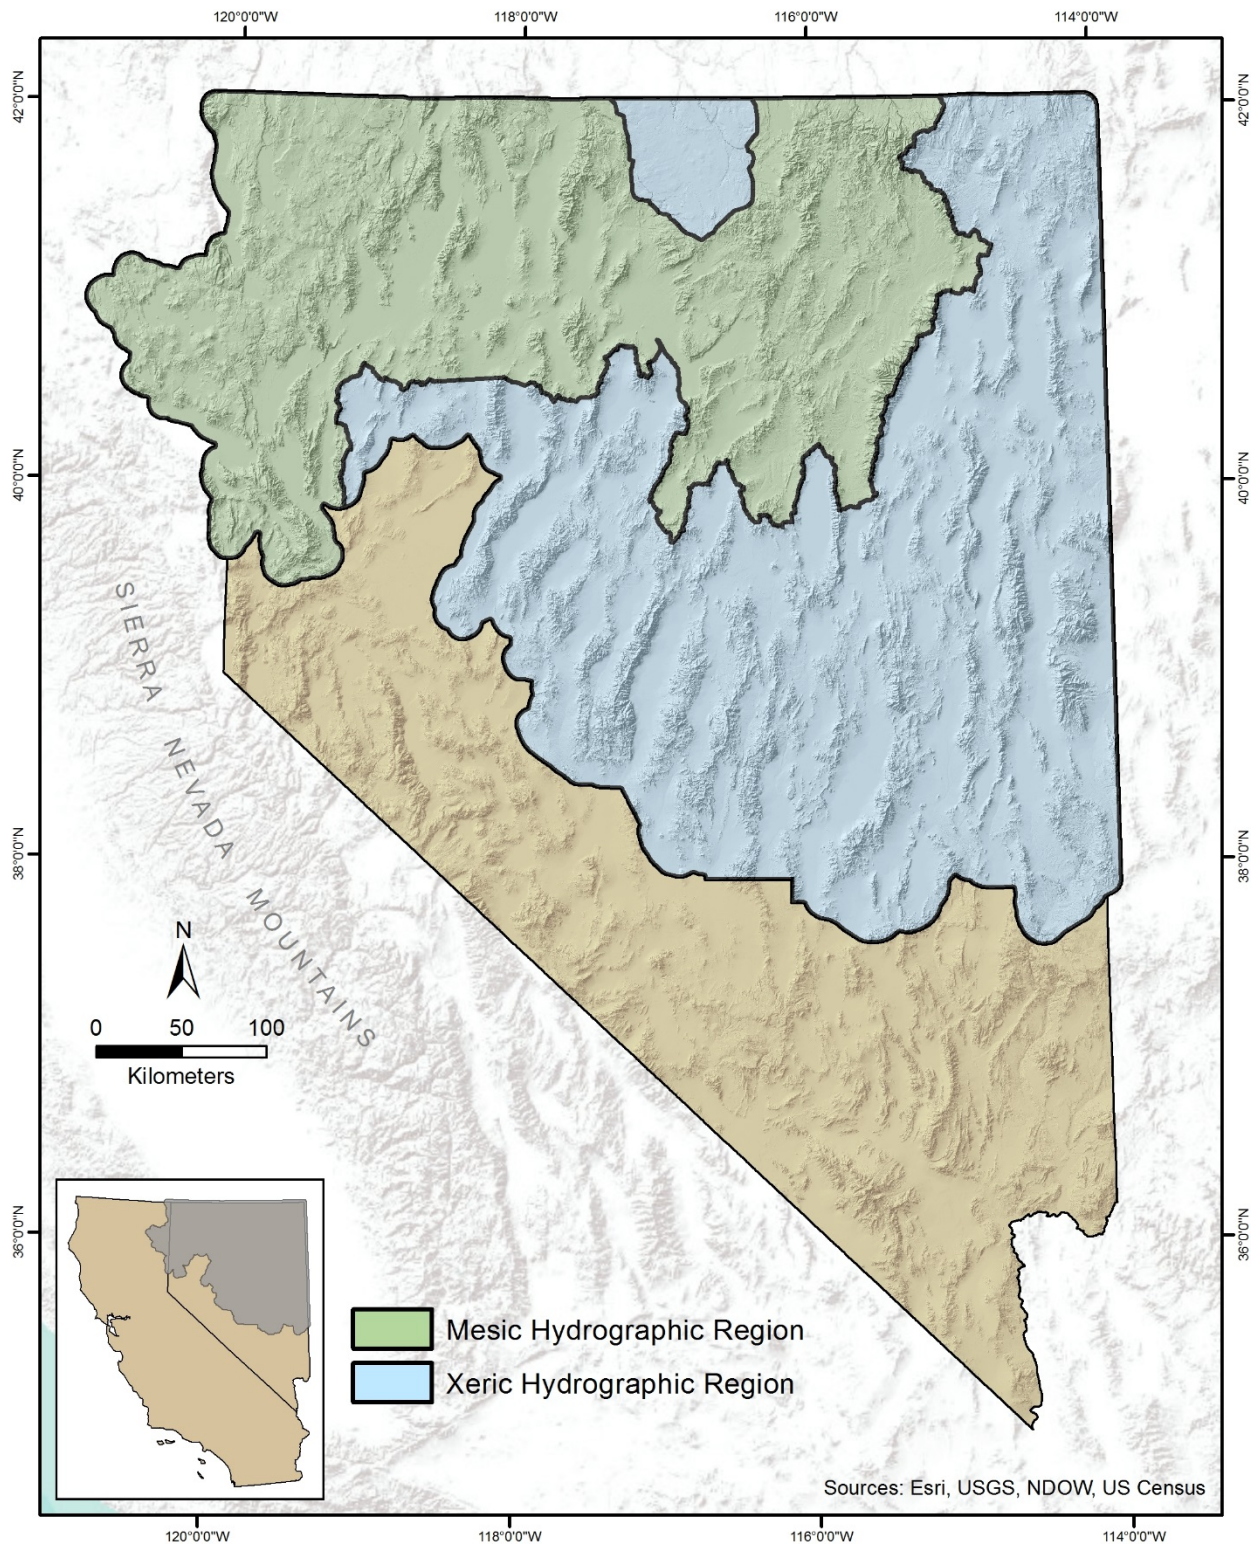 120°0'0"W
118°0'0"W
116°0'0"W
114°0'0"W
42°0'0"N
42°0'0"N
40°0'0"N
40°0'0"N
SIERRA
NEVADA
MOUNTAINS
38°0'0"N
38°0'0"N
N
0 50 100
Kilometers
36°0'0"N
36°0'0"N
Mesic Hydrographic Region
Xeric Hydrographic Region
Sources: Esri, USGS, NDOW, US Census
120°0'0"W
118°0'0"W
116°0'0"W
114°0'0"W